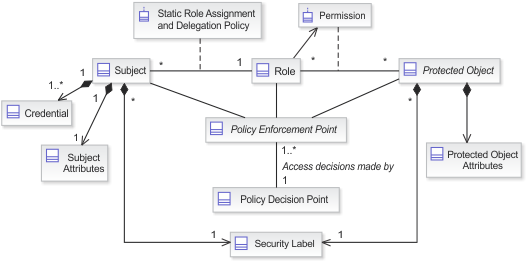 Static Role Assignment
and Delegation Policy
Permission
1
Subject
*
1
Role
*
*
Protected Object
1..*
1
Credential
*
Policy Enforcement Point
*
1
1..*
Subject
Attributes
Access decisions made by
Protected Object
Attributes
1
Policy Decision Point
1
Security Label
1